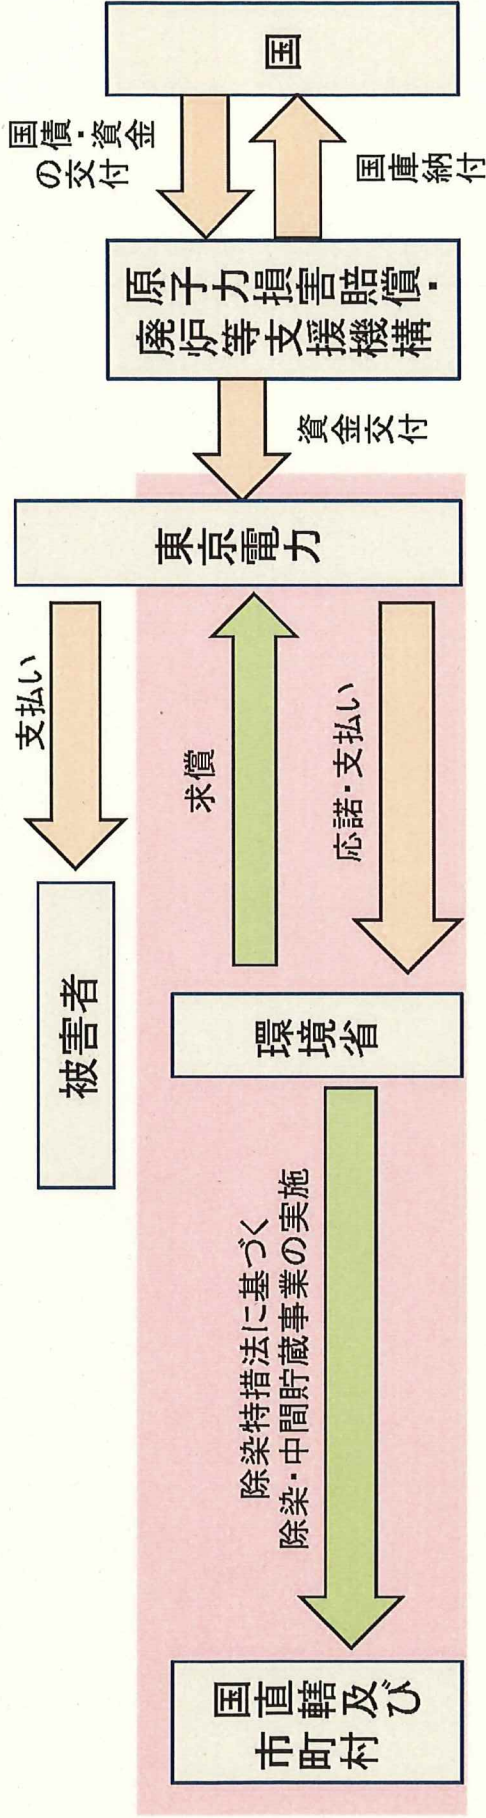 国
国債・資金
の交付
国庫納付
原子力損害賠償・
廃炉等支援機構
資金交付
東京電力
支払い
求償
応諾・支払い
被害者
環境省
除染特措法に基づく
除染・中間貯蔵事業の実施
国直轄及び
市町村